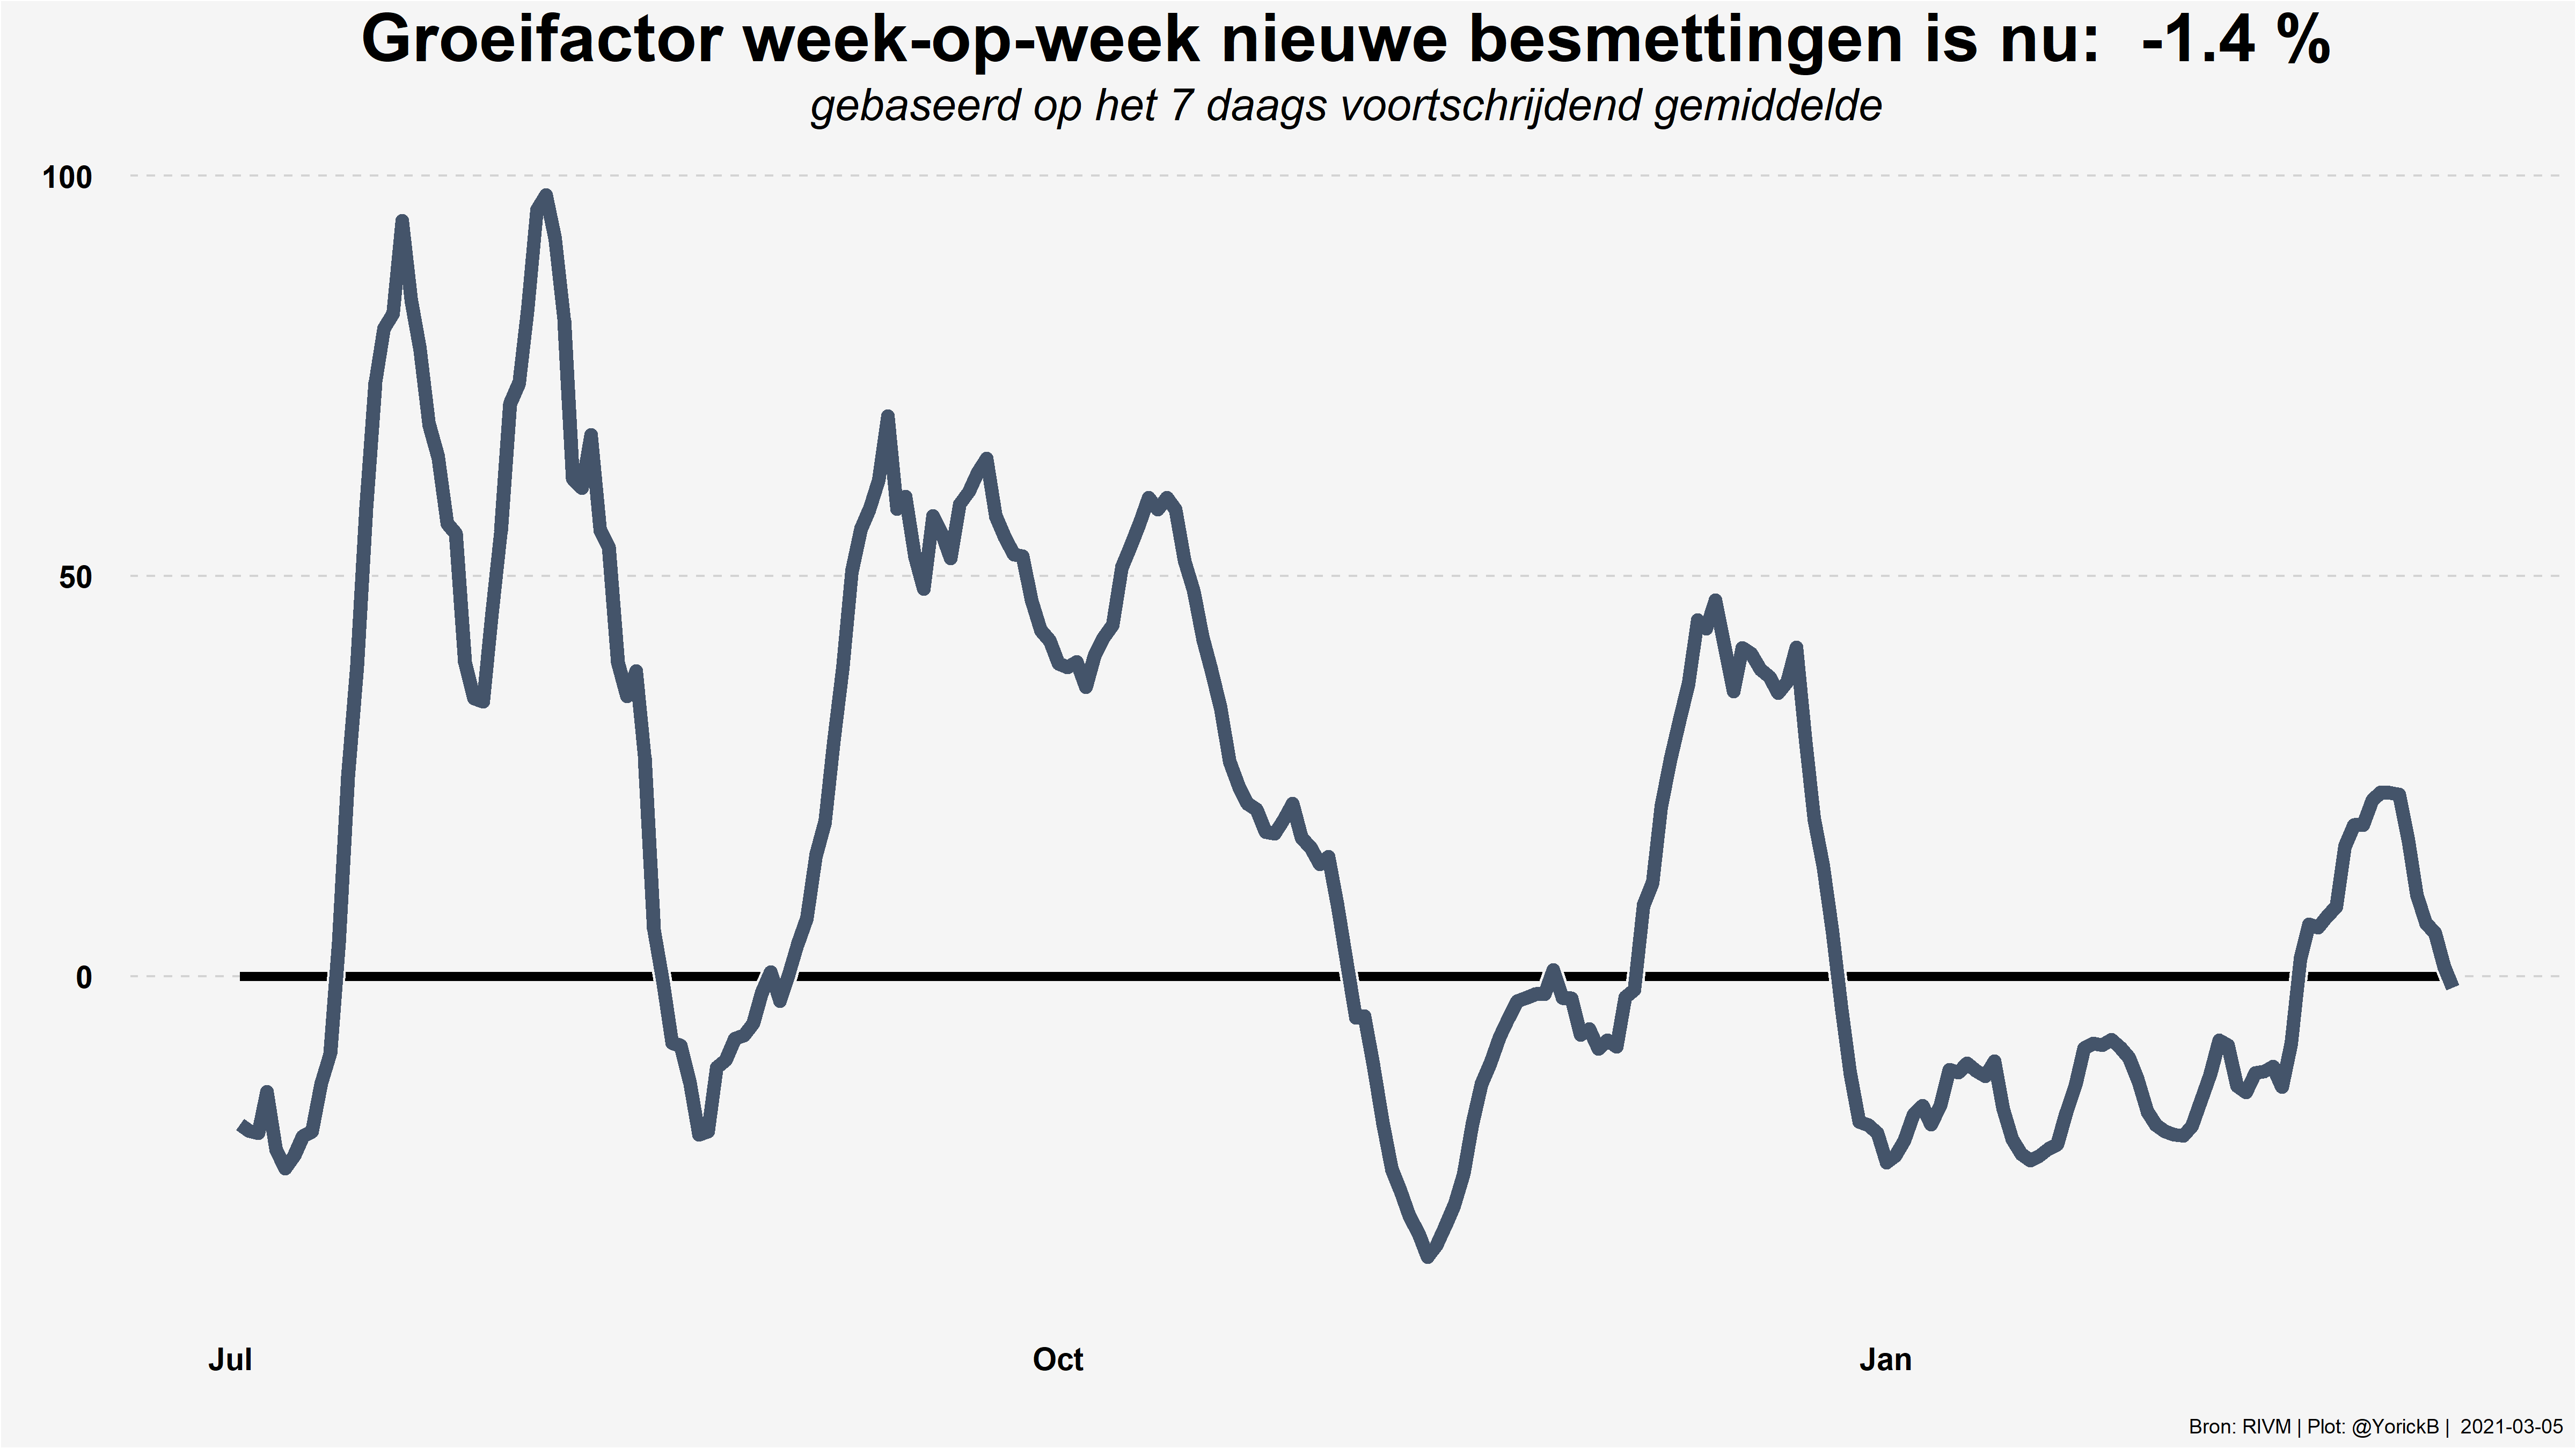 Groeifactor week-op-week nieuwe besmettingen is nu:  -1.4 %
gebaseerd op het 7 daags voortschrijdend gemiddelde
100
50
0
Jul Oct Jan
Bron: RIVM | Plot: @YorickB |  2021-03-05